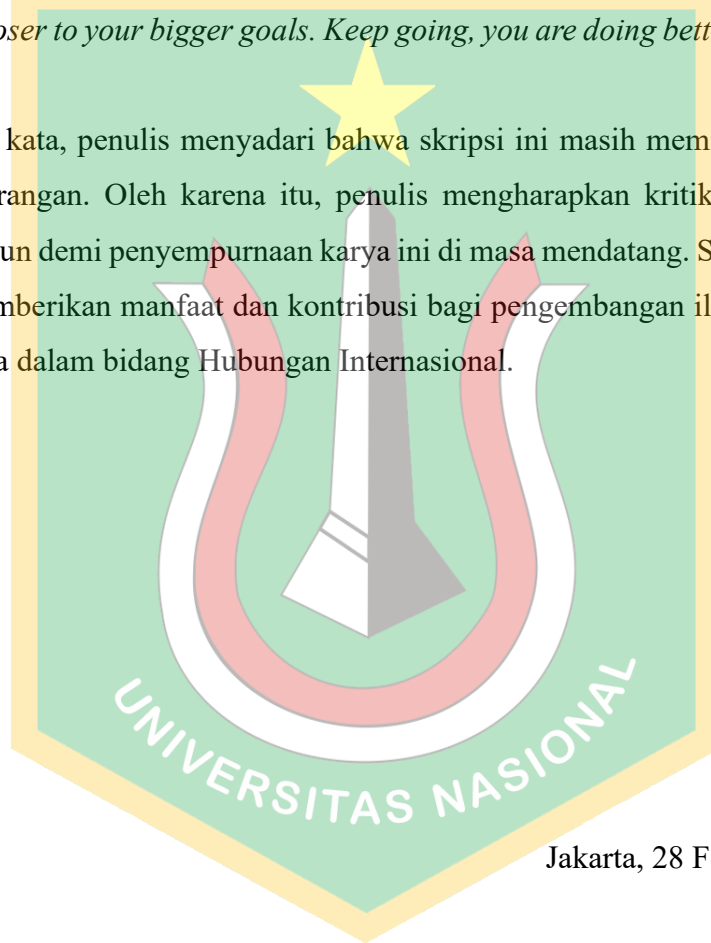 oser to your bigger goals. Keep going, you are doing bett
kata, penulis menyadari bahwa skripsi ini masih mem
rangan. Oleh karena itu, penulis mengharapkan kritik
un demi penyempurnaan karya ini di masa mendatang. S
mberikan manfaat dan kontribusi bagi pengembangan il
a dalam bidang Hubungan Internasional.
UNIVERSITAS NASIONAL
Jakarta, 28 F